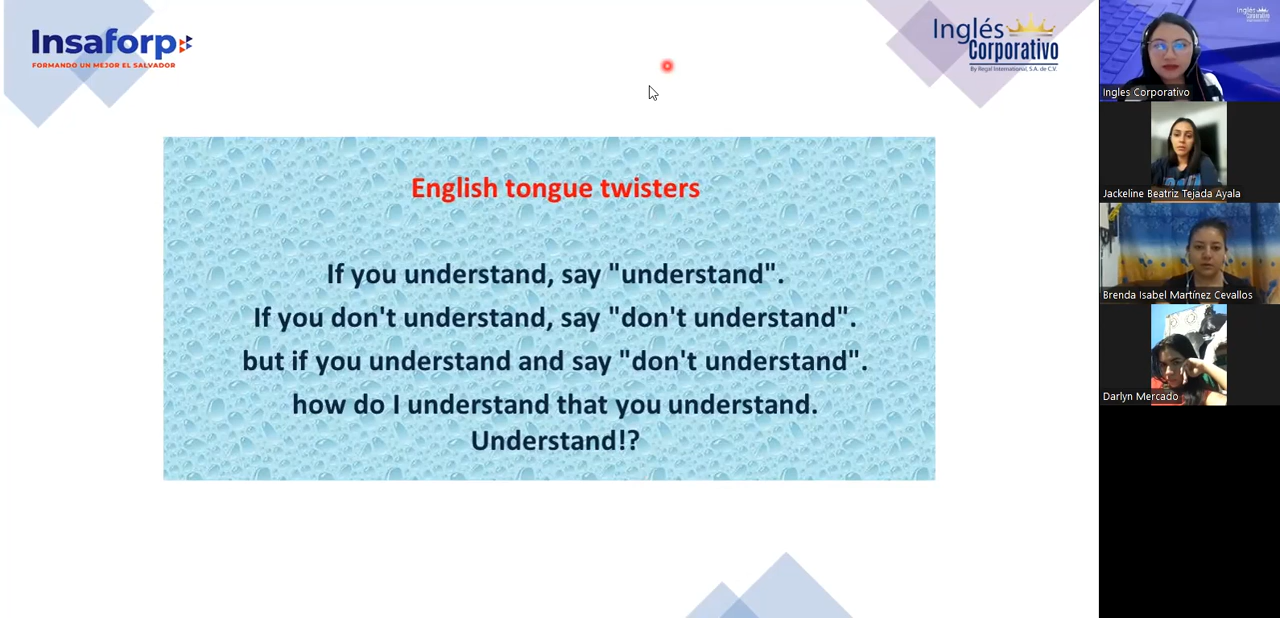 Insaforp
FORMANDO UN MEJOR EL SALVADOR
Inglés
Corporativo
By Regal International, S.A. de C.V.
English tongue twisters
If you understand, say "understand".
If you don't understand, say "don't understand".
but if you understand and say "don't understand".
how do I understand that you understand.
Understand!?
Ingles Corporativo
Jackeline Beatriz Tejada Ayala
Brenda Isabel Martínez Cevallos
Darlyn Mercado